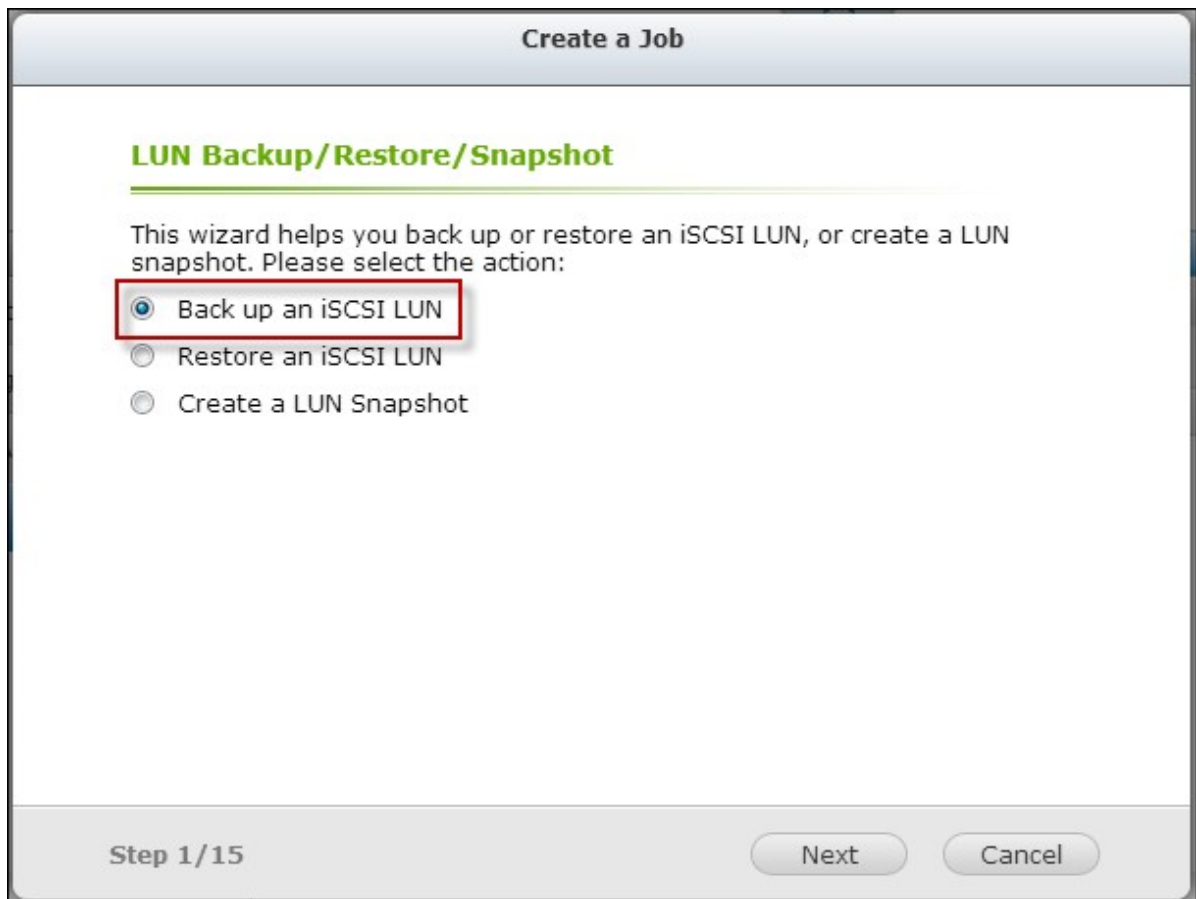 Create a Job
LUN Backup/Restore/Snapshot
This wizard helps you back up or restore an iSCSI LUN, or create a LUN
snapshot. Please select the action:
Back up an iSCSI LUN
Restore an iSCSI LUN
Create a LUN Snapshot
Step 1/15
Next
Cancel